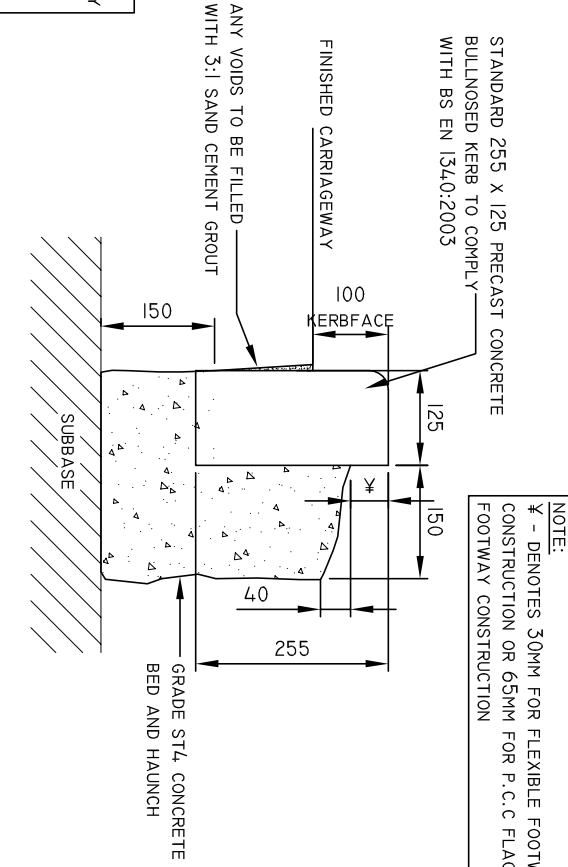 NOTE:
¥ - DENOTES 30MM FOR FLEXIBLE
CONSTRUCTION OR 65MM FOR P.C.C
FOOTWAY CONSTRUCTION
STANDARD 255 X 125 PRECAST CONCRETE
BULLNOSED KERB TO COMPLY
WITH BS EN 1340:2003
FINISHED CARRIAGEWAY
ANY VOIDS TO BE FILLED
WITH 3:1 SAND CEMENT GROUT
100
KERBFACE
150
125
150
¥
40
255
SUBBASE
GRADE ST4 CONCRETE
BED AND HAUNCH
Y